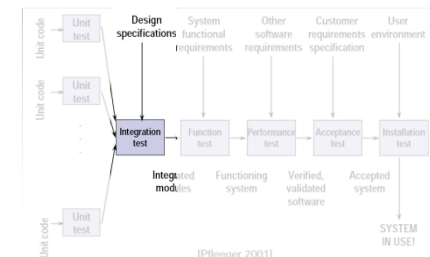 Design
specifications
System
functional
requirements
Other
software
requirements
Customer
requirements
specification
User
environment
Unit code
Unit
test
Unit code
Unit
test
.
.
.
Integration
test
Function
test
Performance
test
Acceptance
test
Installation
test
Integrated
modules
Functioning
system
Verified,
validated
software
Accepted
system
Unit code
Unit
test
SYSTEM
IN USE!
[Pfleeger 2001]